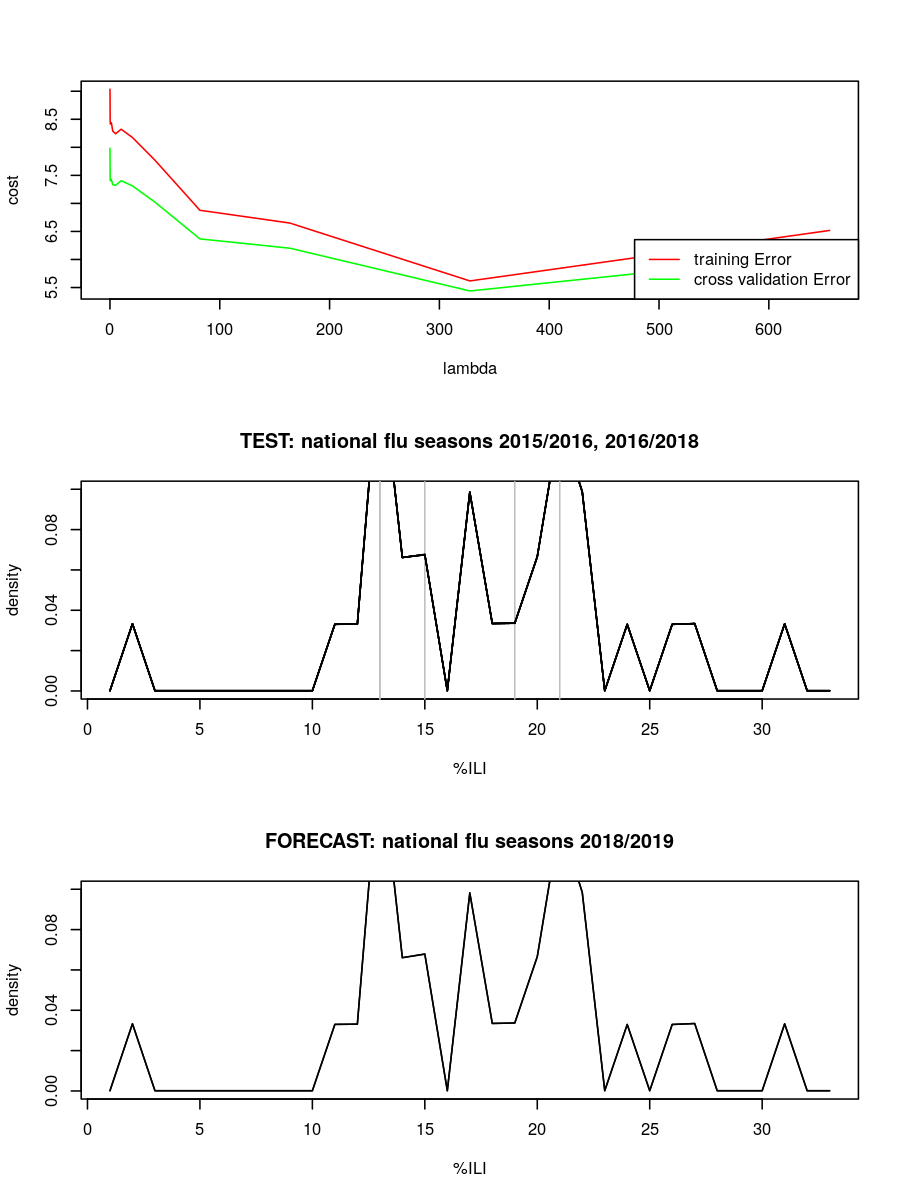 8.5
7.5
6.5
5.5
cost
training Error
cross validation Error
0 100 200 300 400 500 600
lambda
TEST: national flu seasons 2015/2016, 2016/2018
0.08
0.04
0.00
density
0 5 10 15 20 25 30
%ILI
FORECAST: national flu seasons 2018/2019
0.08
0.04
0.00
density
0 5 10 15 20 25 30
%ILI